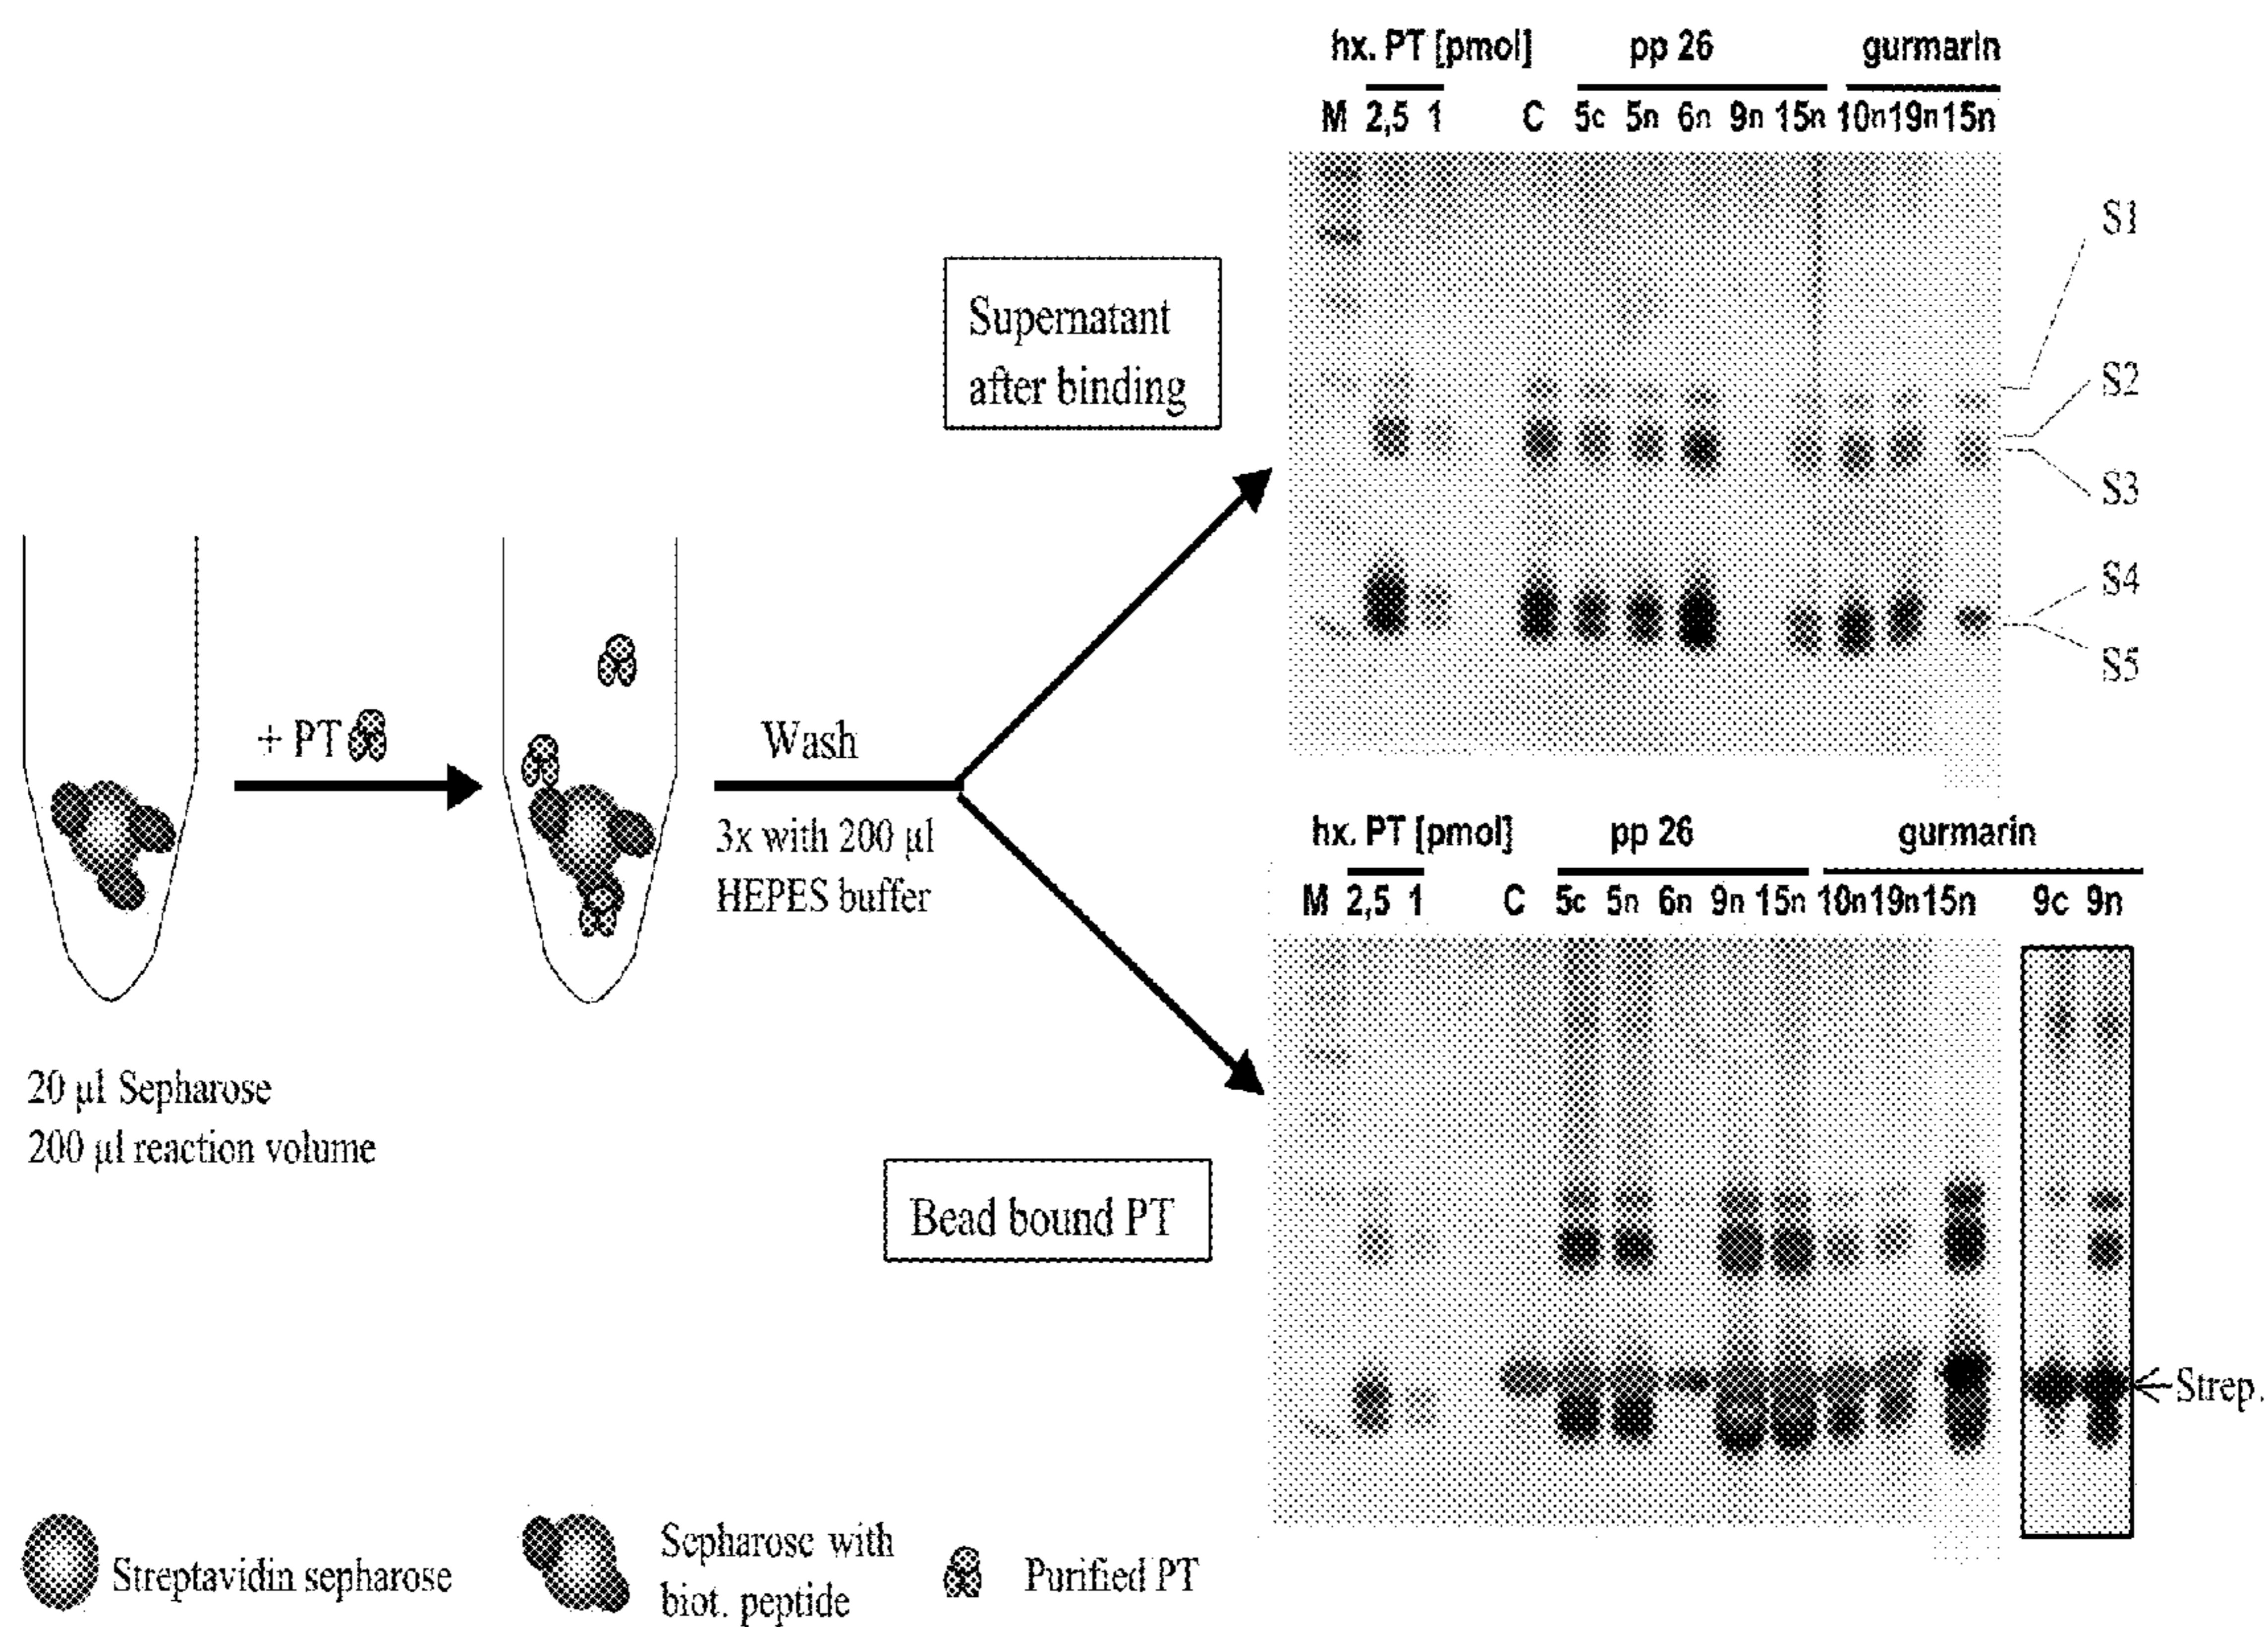 hx. PT [pmol] pp 26 gurmarin
M 2,5 1 C 5c 5n 6n 9n 15n 10n 19n 15n
S1
Supernatant
after binding
S2
S3
S4
S5
+ PT
Wash
3x with 200 µl
HEPES buffer
hx. PT [pmol] pp 26 gurmarin
M 2,5 1 C 5c 5n 6n 9n 15n 10n 19n 15n 9c 9n
20 µl Sepharose
200 µl reaction volume
Bead bound PT
Strep.
Streptavidin sepharose
Sepharose with
biot. peptide
Purified PT